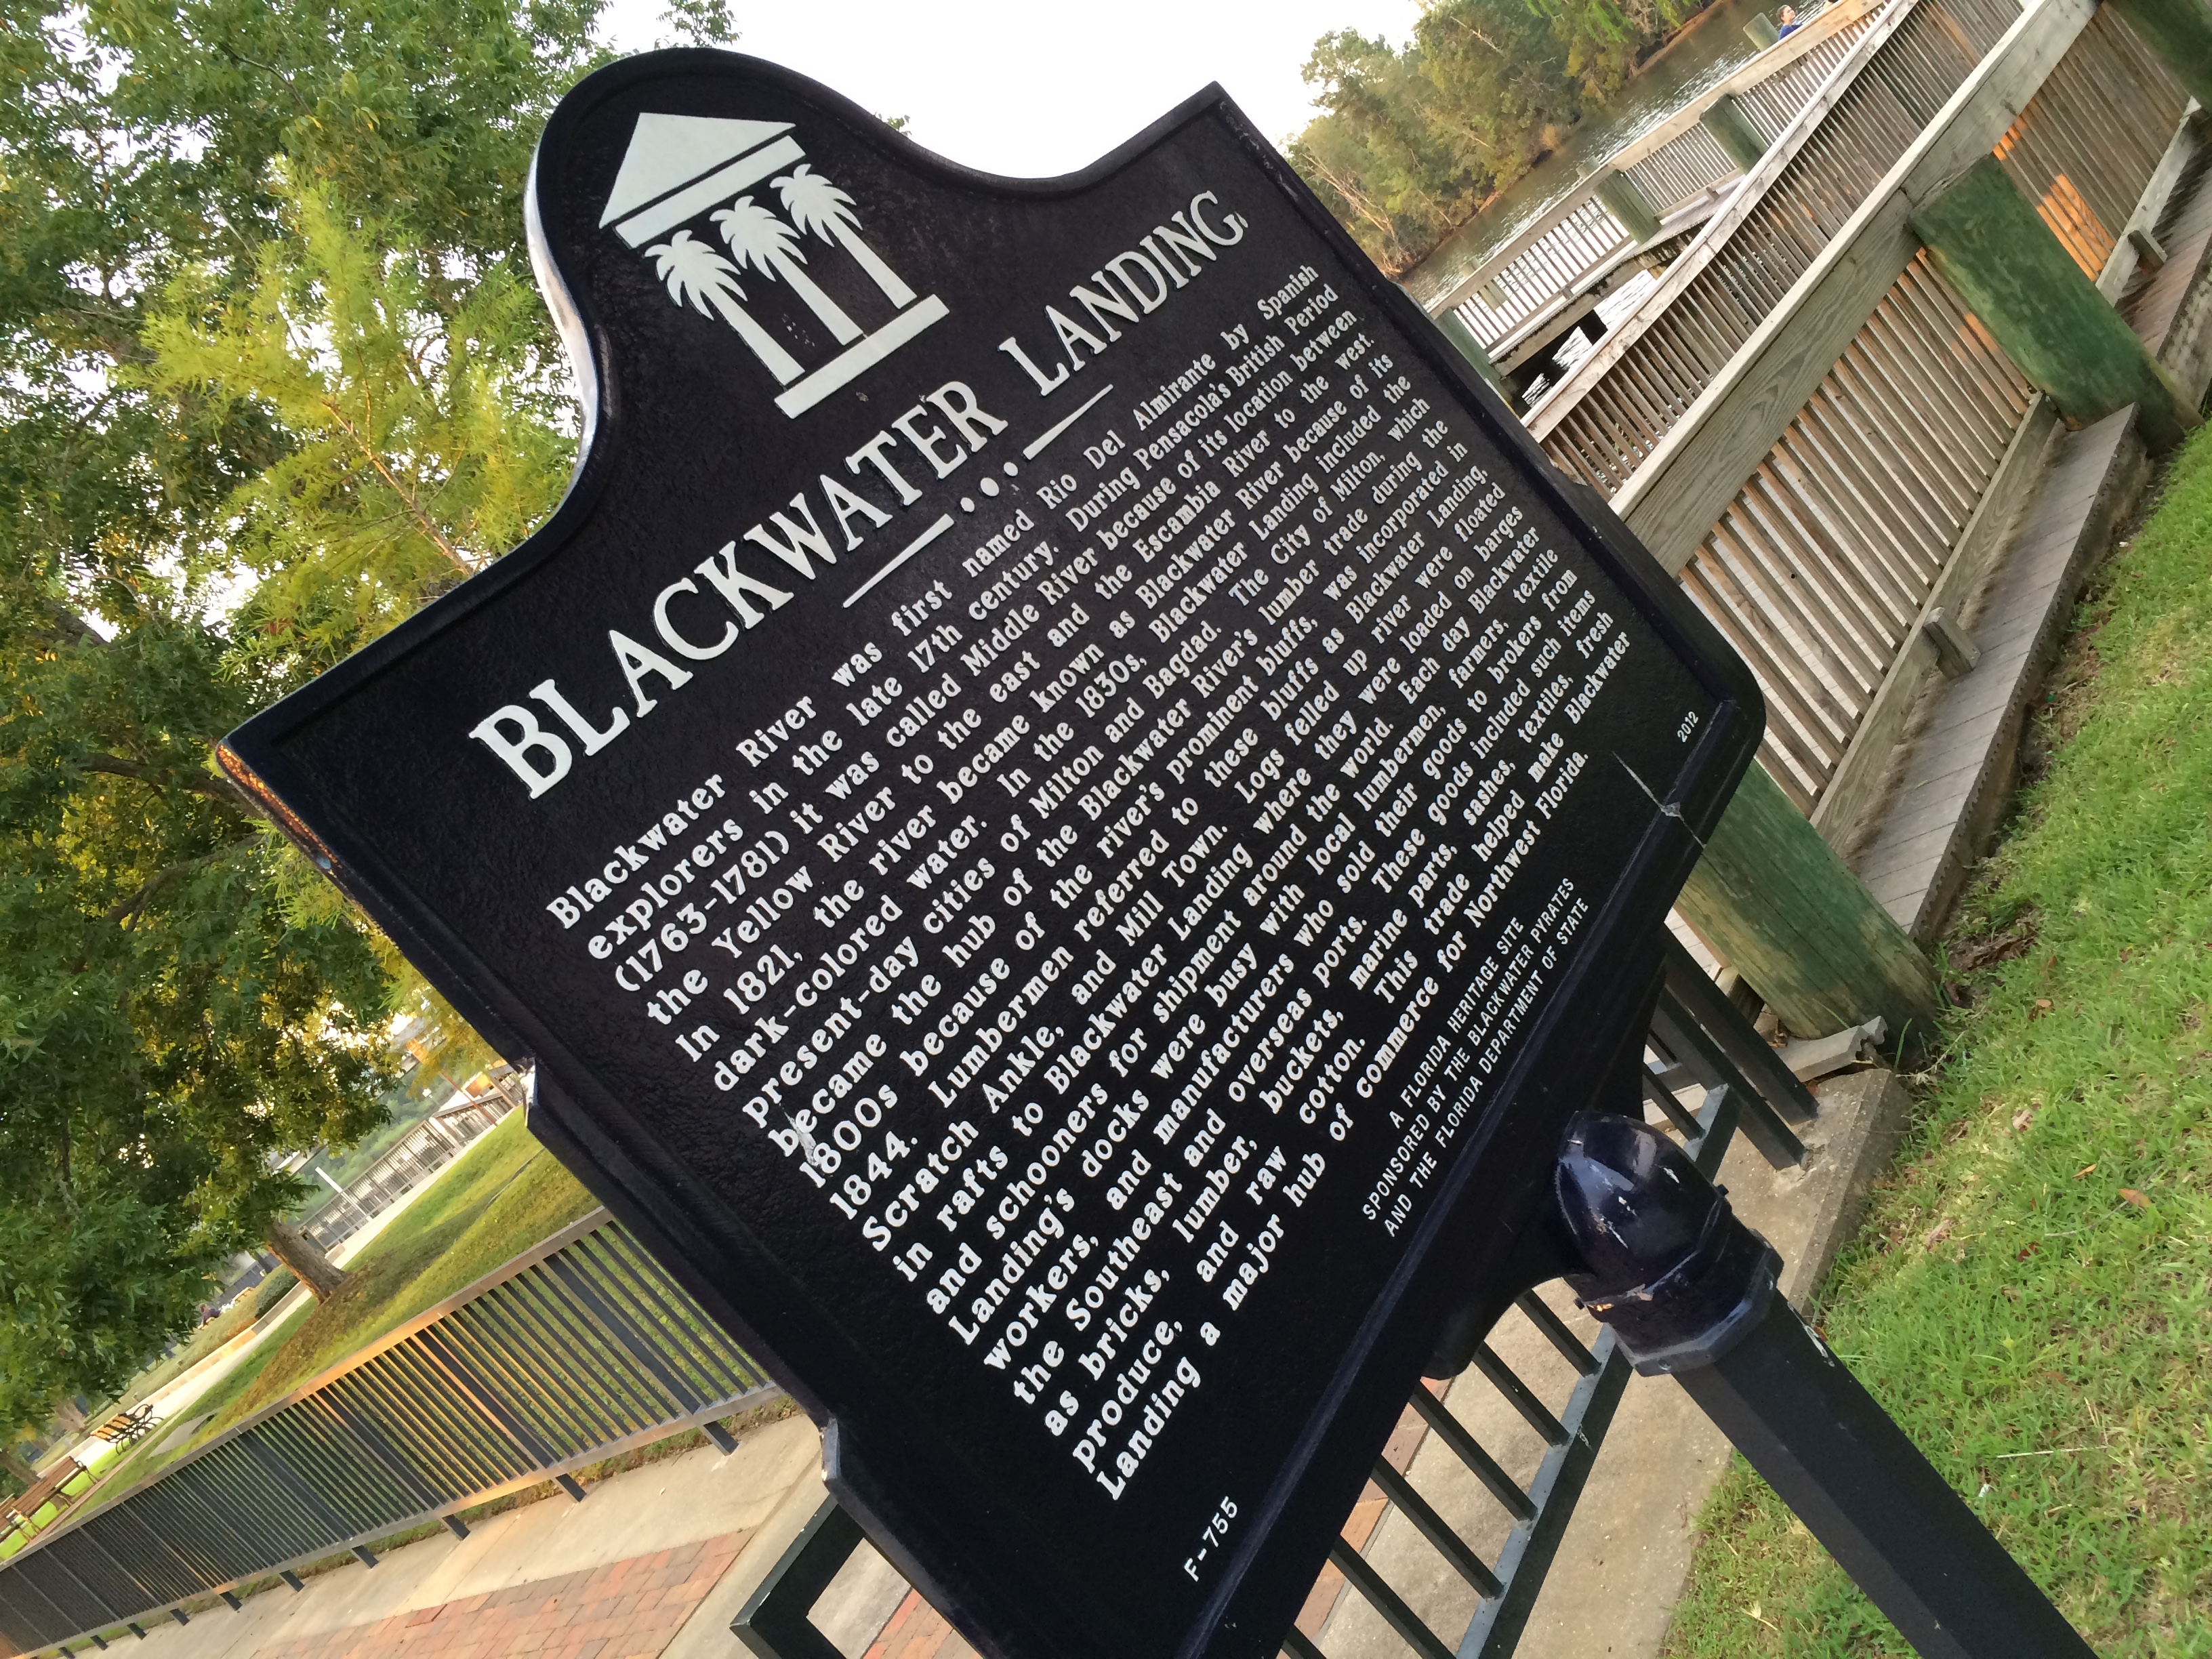 BLACKWATER LANDING
Blackwater River was first named Rio Del Almirante by Spanish
explorers in the late 17th century. During Pensacola's British Period
(1763-1781) it was called Middle River because of its location between
the Yellow River to the east and the Escambia River to the west.
In 1821, the river became known as Blackwater River because of its
dark-colored water. In the 1830s, Blackwater Landing included the
present-day cities of Milton and Bagdad. The City of Milton, which
became the hub of the Blackwater River's lumber trade during the
1800s because of the river's prominent bluffs, was incorporated in
1844. Lumbermen referred to these bluffs as Blackwater Landing,
Scratch Ankle, and Mill Town. Logs felled up river were floated
in rafts to Blackwater Landing where they were loaded on barges
and schooners for shipment around the world. Each day Blackwater
Landing's docks were busy with local lumbermen, farmers, textile
workers, and manufacturers who sold their goods to brokers from
the Southeast and overseas ports. These goods included such items
as bricks, lumber, buckets, marine parts, sashes, textiles, fresh
produce, and raw cotton. This trade helped make Blackwater
Landing a major hub of commerce for Northwest Florida.
A FLORIDA HERITAGE SITE
SPONSORED BY THE BLACKWATER PYRATES
AND THE FLORIDA DEPARTMENT OF STATE
F-755
2012